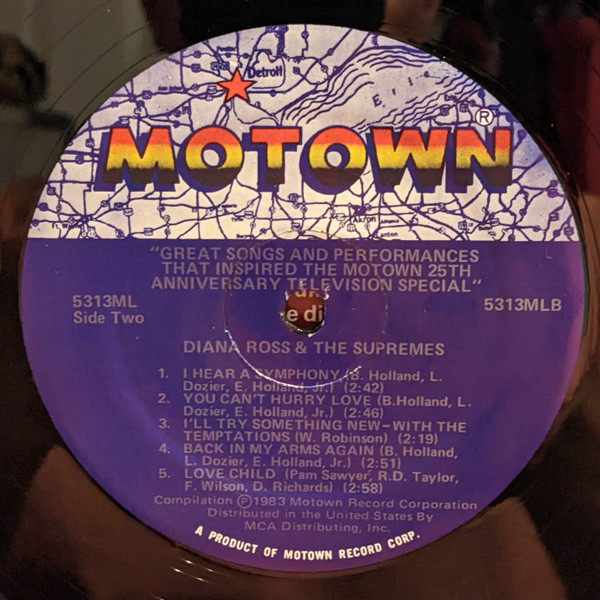 Detroit
Erie
MOTOWN®
Akron
Canton
"GREAT SONGS AND PERFORMANCES
THAT INSPIRED THE MOTOWN 25TH
ANNIVERSARY TELEVISION SPECIAL"
5313ML
Side Two
5313MLB
e di
DIANA ROSS & THE SUPREMES
1. I HEAR A SYMPHONY (B. Holland, L.
Dozier, E. Holland, Jr.) (2:42)
2. YOU CAN'T HURRY LOVE (B.Holland, L.
Dozier, E. Holland, Jr.) (2:46)
3. I'LL TRY SOMETHING NEW–WITH THE
TEMPTATIONS (W. Robinson) (2:19)
4. BACK IN MY ARMS AGAIN (B. Holland,
L. Dozier, E. Holland, Jr.) (2:51)
5. LOVE CHILD (Pam Sawyer, R.D. Taylor,
F. Wilson, D. Richards) (2:58)
Compilation ℗1983 Motown Record Corporation
Distributed in the United States By
MCA Distributing, Inc.
A PRODUCT OF MOTOWN RECORD CORP.